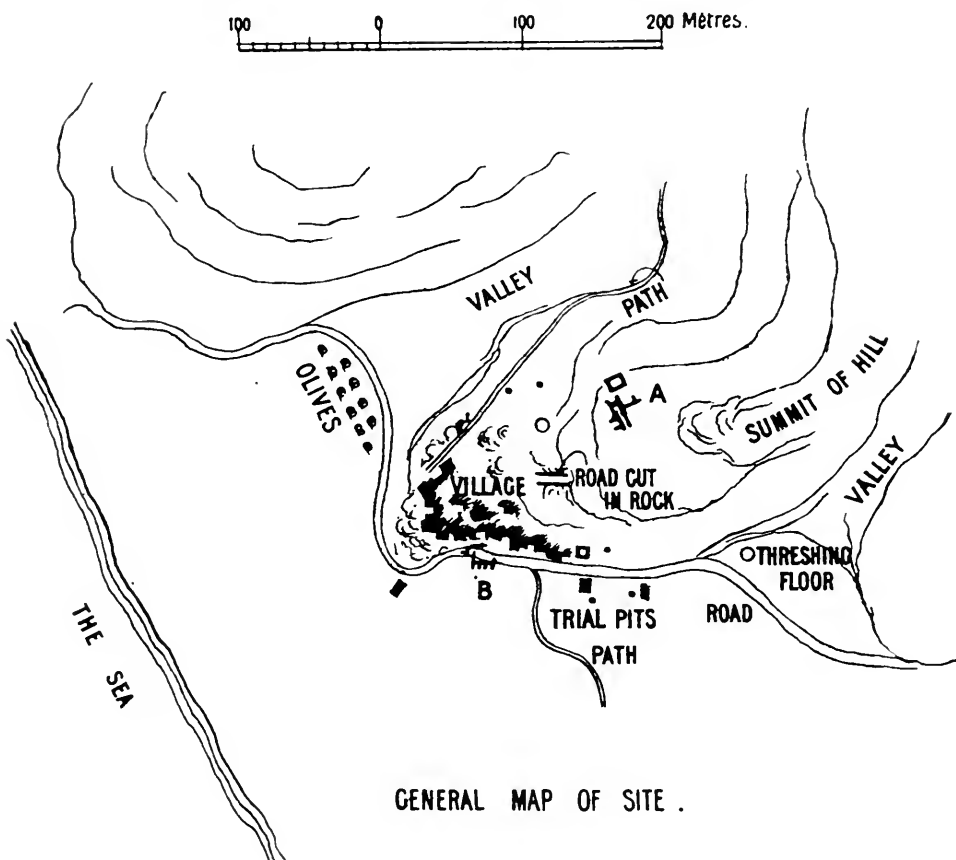 100 0 100 200 Mètres.
VALLEY
PATH
OLIVES
A
SUMMIT OF HILL
VALLEY
VILLAGE
ROAD CUT
IN ROCK
THRESHING
FLOOR
B
TRIAL PITS
ROAD
PATH
THE SEA
GENERAL MAP OF SITE.